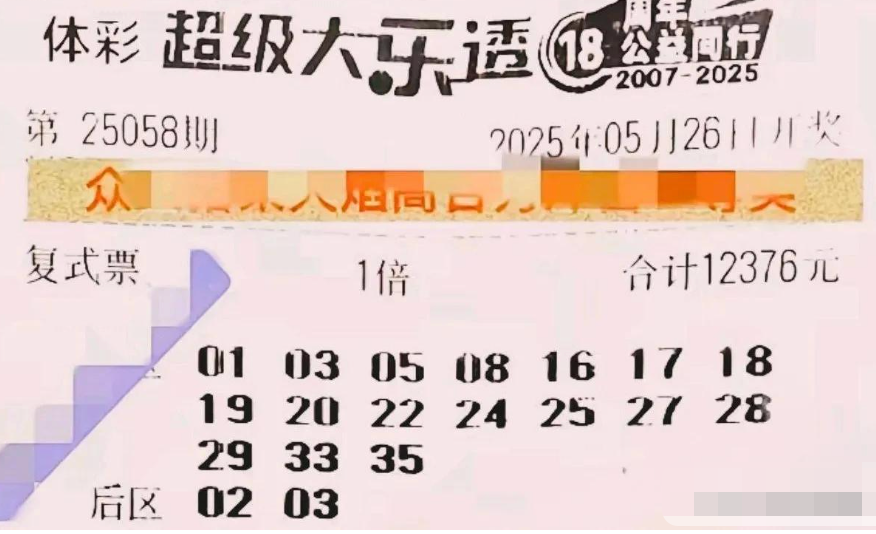 体彩 超级大乐透 18 周年 公益同行 2007-2025
第 25058期 2025年05月26日开奖
众
复式票 1倍 合计12376元
01 03 05 08 16 17 18
19 20 22 24 25 27 28
29 33 35
后区 02 03